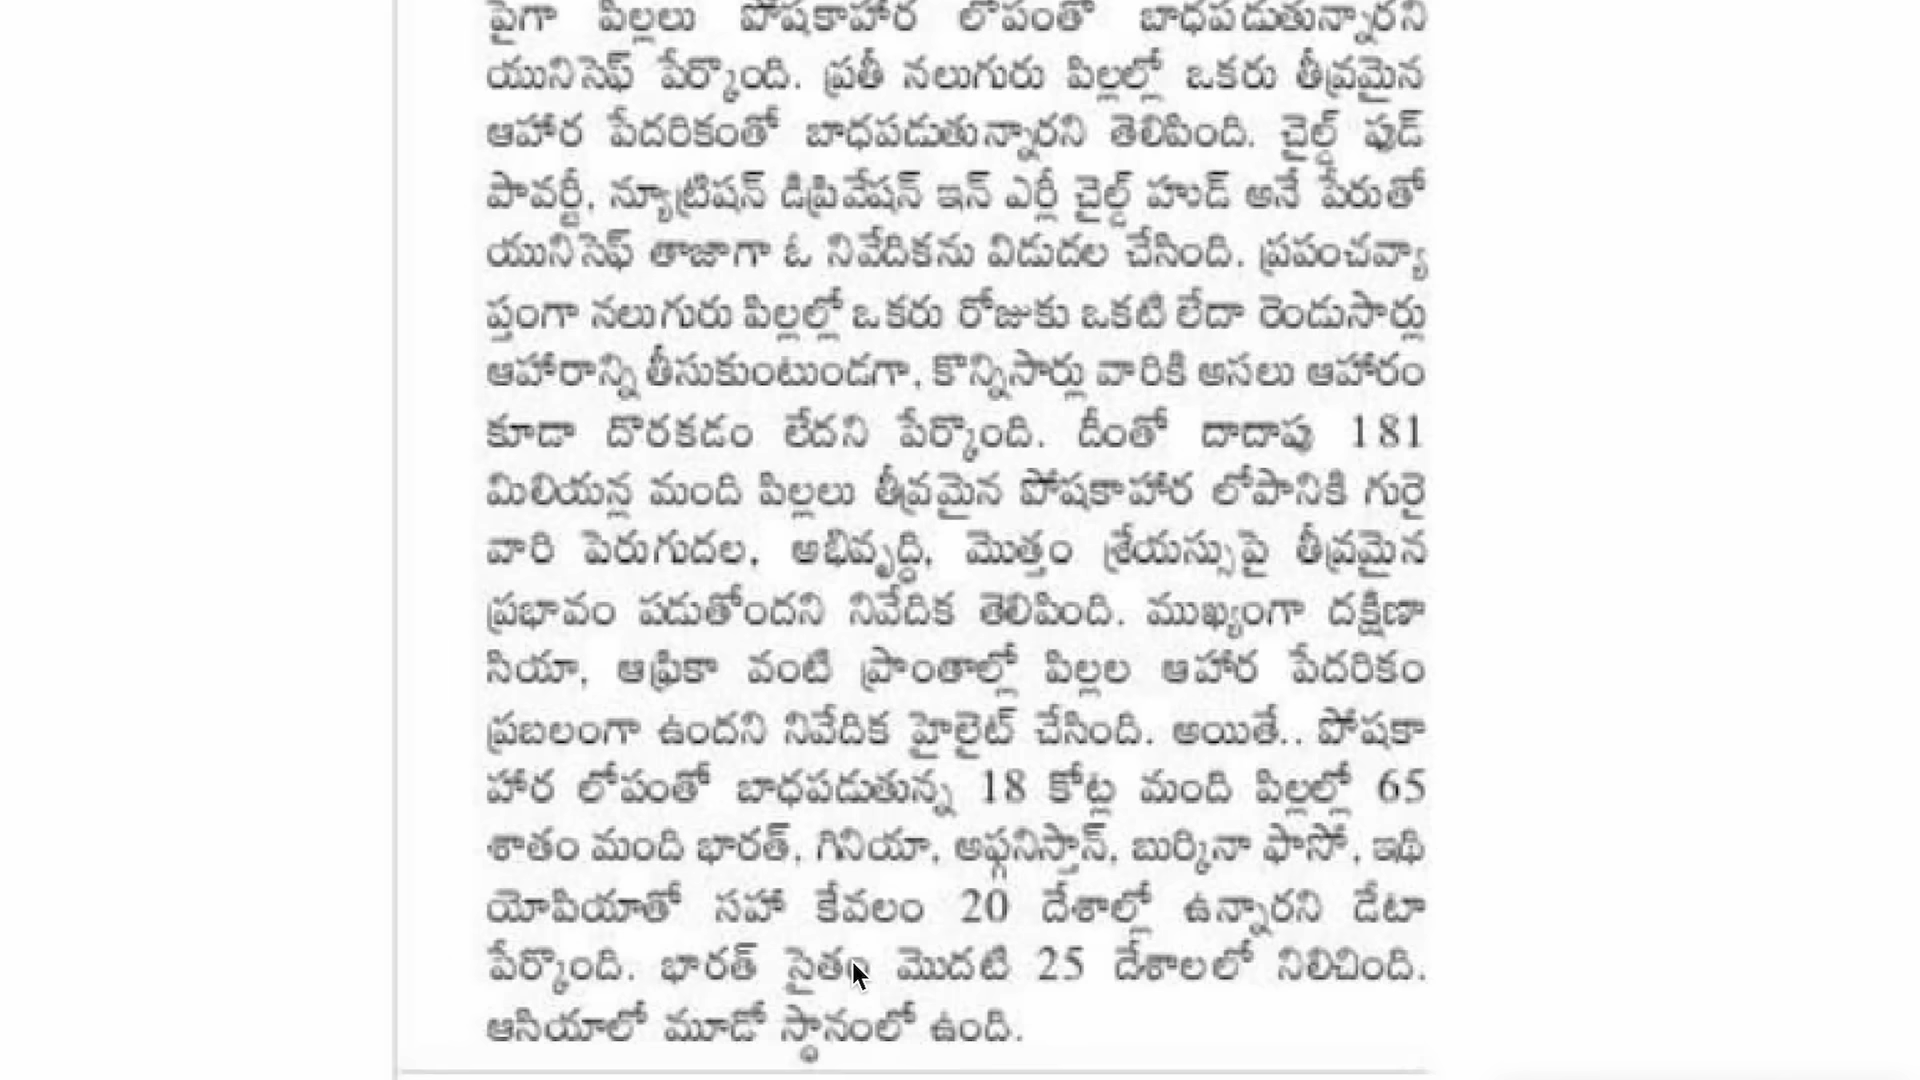 పైగా పిల్లలు పోషకాహార లోపంతో బాధపడుతున్నారని
యునిసెఫ్ పేర్కొంది. ప్రతీ నలుగురు పిల్లల్లో ఒకరు తీవ్రమైన
ఆహార పేదరికంతో బాధపడుతున్నారని తెలిపింది. చైల్డ్ ఫుడ్
పావర్టీ, న్యూట్రిషన్ డిప్రివేషన్ ఇన్ ఎర్లీ చైల్డ్ హుడ్ అనే పేరుతో
యునిసెఫ్ తాజాగా ఓ నివేదికను విడుదల చేసింది. ప్రపంచవ్యా
ప్తంగా నలుగురు పిల్లల్లో ఒకరు రోజుకు ఒకటి లేదా రెండుసార్లు
ఆహారాన్ని తీసుకుంటుండగా, కొన్నిసార్లు వారికి అసలు ఆహారం
కూడా దొరకడం లేదని పేర్కొంది. దీంతో దాదాపు 181
మిలియన్ల మంది పిల్లలు తీవ్రమైన పోషకాహార లోపానికి గురై
వారి పెరుగుదల, అభివృద్ధి, మొత్తం శ్రేయస్సుపై తీవ్రమైన
ప్రభావం పడుతోందని నివేదిక తెలిపింది. ముఖ్యంగా దక్షిణా
సియా, ఆఫ్రికా వంటి ప్రాంతాల్లో పిల్లల ఆహార పేదరికం
ప్రబలంగా ఉందని నివేదిక హైలైట్ చేసింది. అయితే.. పోషకా
హార లోపంతో బాధపడుతున్న 18 కోట్ల మంది పిల్లల్లో 65
శాతం మంది భారత్, గినియా, అఫ్గనిస్తాన్, బుర్కినా ఫాసో, ఇథి
యోపియాతో సహా కేవలం 20 దేశాల్లో ఉన్నారని డేటా
పేర్కొంది. భారత్ సైతం మొదటి 25 దేశాలలో నిలిచింది.
ఆసియాలో మూడో స్థానంలో ఉంది.